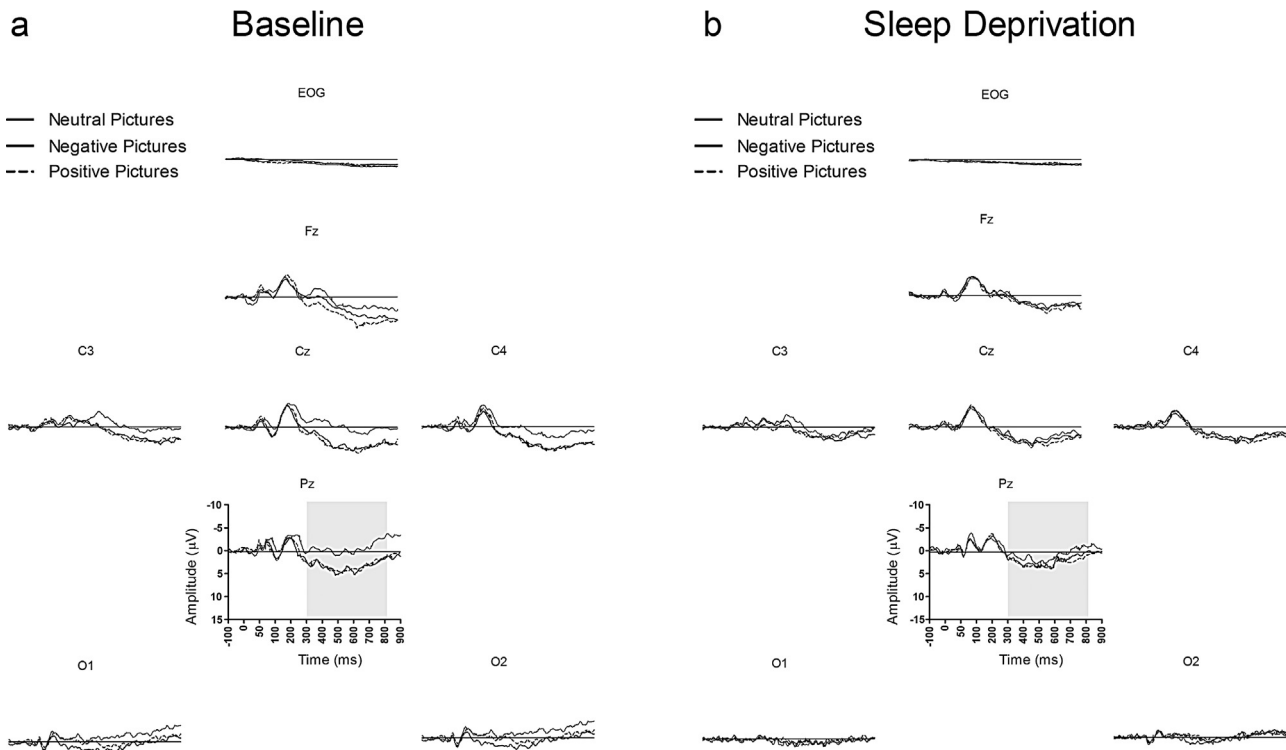 a Baseline
EOG
Neutral Pictures
Negative Pictures
Positive Pictures
Fz
C3 Cz C4
Pz
-10
-5
0
5
10
15
Amplitude (µV)
-100 0 50 100 200 300 400 500 600 700 800 900
Time (ms)
O1 O2
b Sleep Deprivation
EOG
Neutral Pictures
Negative Pictures
Positive Pictures
Fz
C3 Cz C4
Pz
-10
-5
0
5
10
15
Amplitude (µV)
-100 0 50 100 200 300 400 500 600 700 800 900
Time (ms)
O1 O2